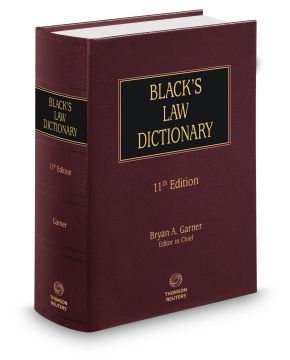 BLACK'S
LAW
DICTIONARY
11th Edition
Bryan A. Garner
Editor in Chief
THOMSON
REUTERS®
BLACK'S
LAW
DICTIONARY
11th Edition
Garner
THOMSON
REUTERS